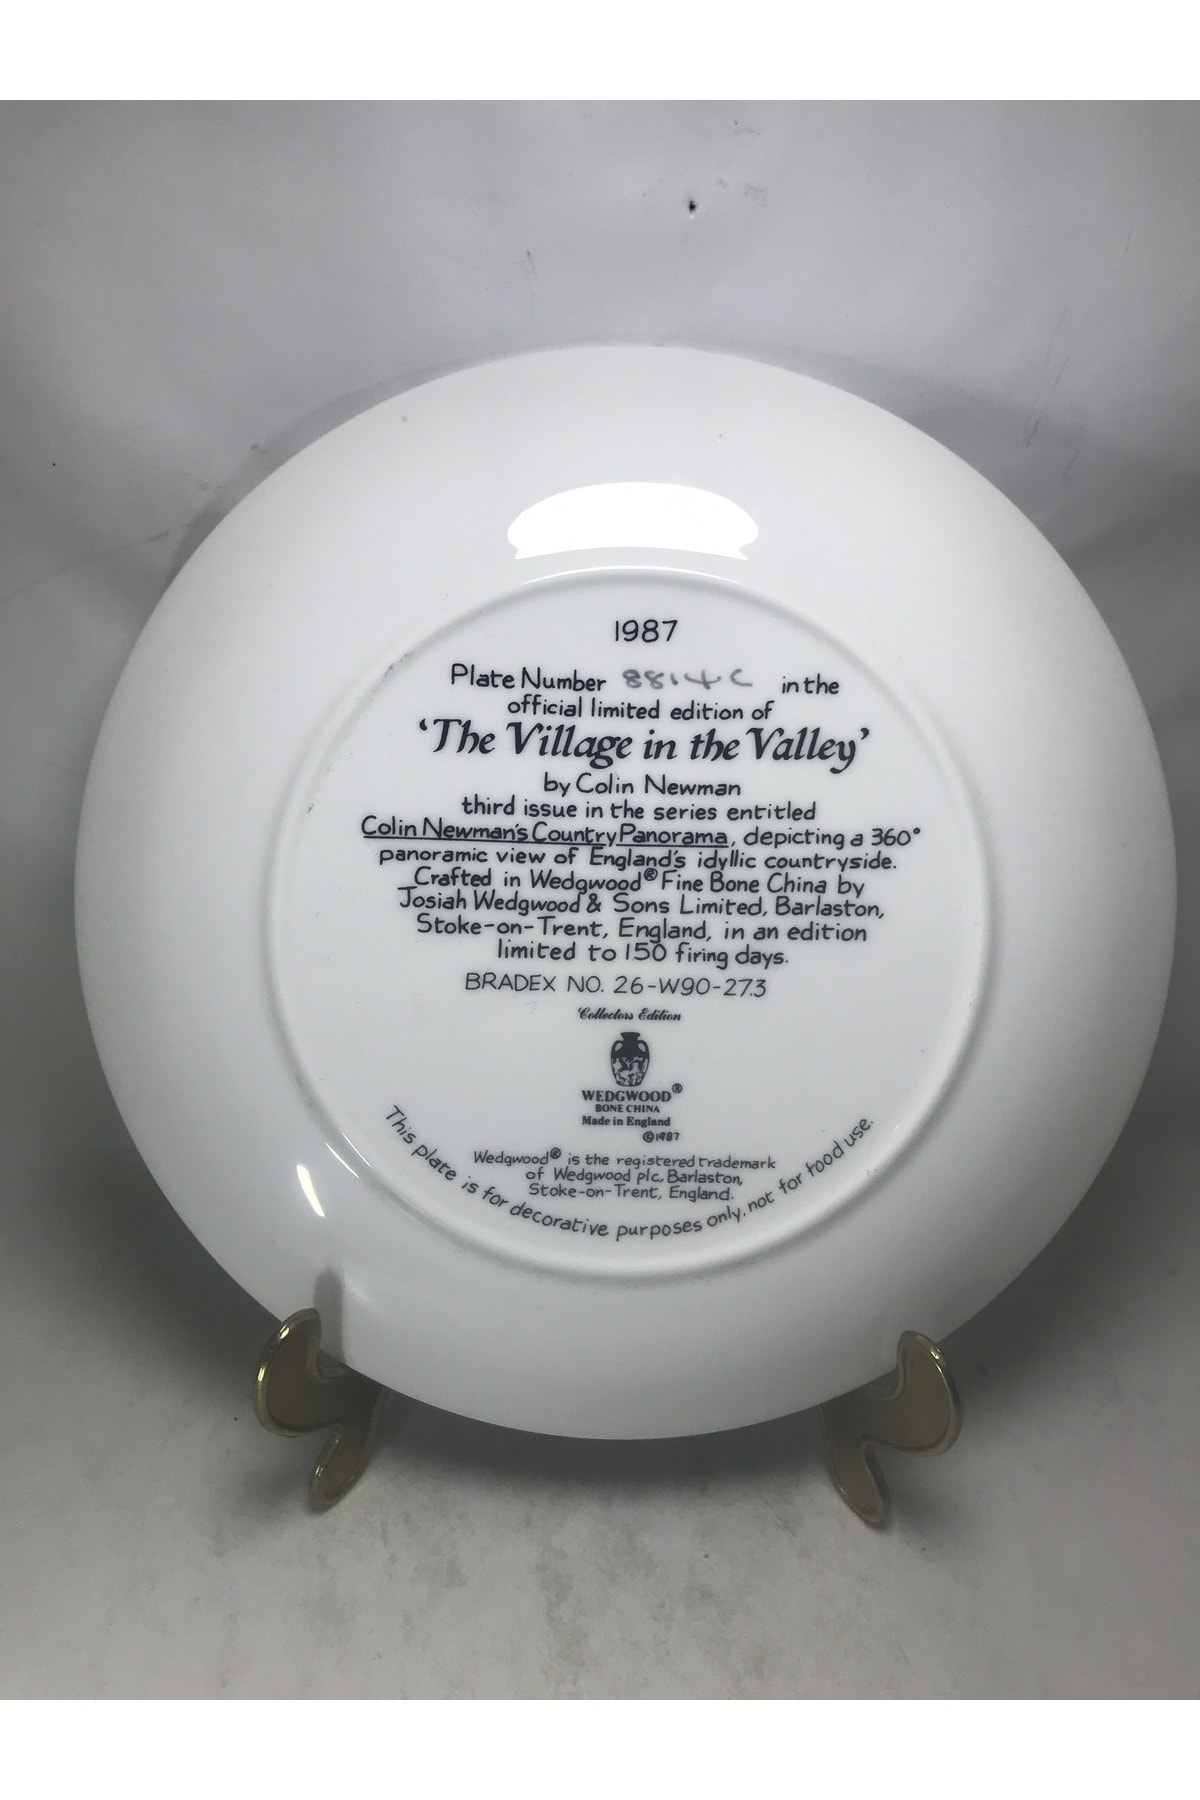 1987
Plate Number 8814C in the
official limited edition of
‘The Village in the Valley’
by Colin Newman
third issue in the series entitled
Colin Newman's Country Panorama, depicting a 360°
panoramic view of England's idyllic countryside.
Crafted in Wedgwood® Fine Bone China by
Josiah Wedgwood & Sons Limited, Barlaston,
Stoke-on-Trent, England, in an edition
limited to 150 firing days.
BRADEX NO. 26-W90-27.3
Collectors Edition
WEDGWOOD®
BONE CHINA
Made in England
©1987
Wedgwood® is the registered trademark
of Wedgwood plc, Barlaston,
Stoke-on-Trent, England.
This plate is for decorative purposes only, not for food use.